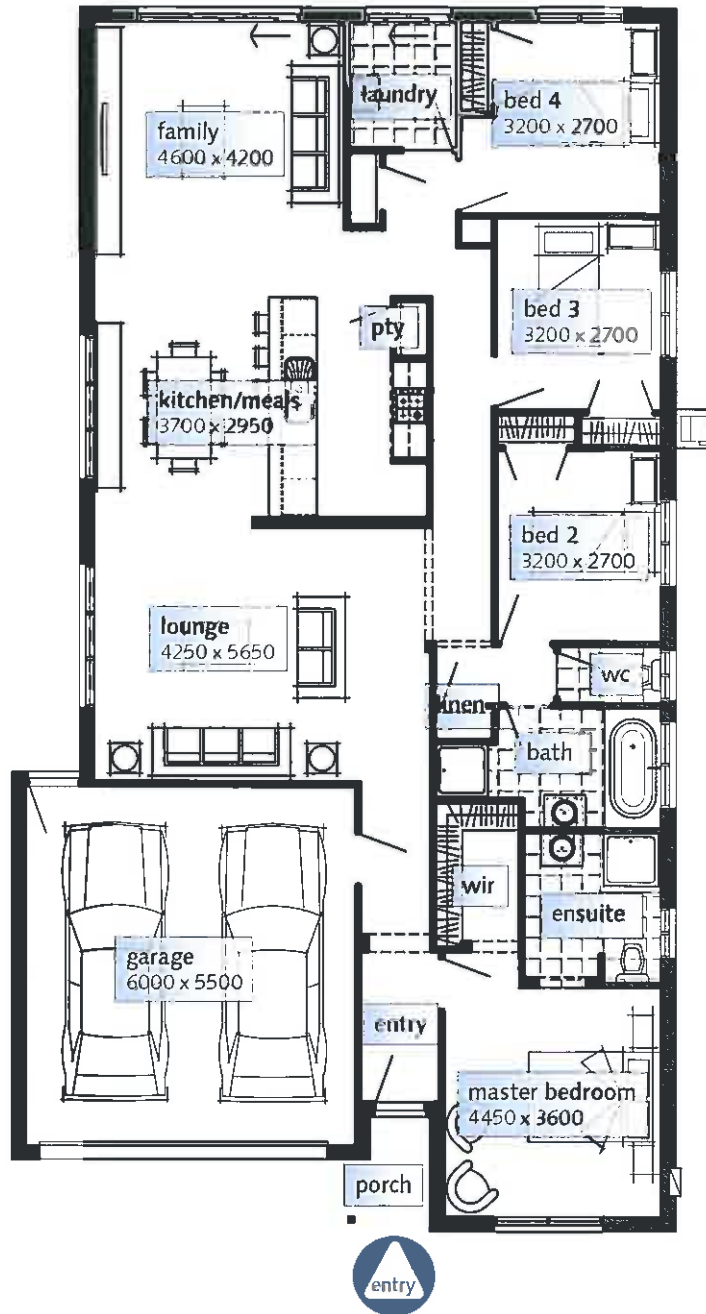 laundry
bed 4
3200 x 2700
family
4600 x 4200
bed 3
3200 x 2700
pty
kitchen/meals
3700 x 2950
bed 2
3200 x 2700
lounge
4250 x 5650
wc
linen
bath
wir
ensuite
garage
6000 x 5500
entry
master bedroom
4450 x 3600
porch
entry